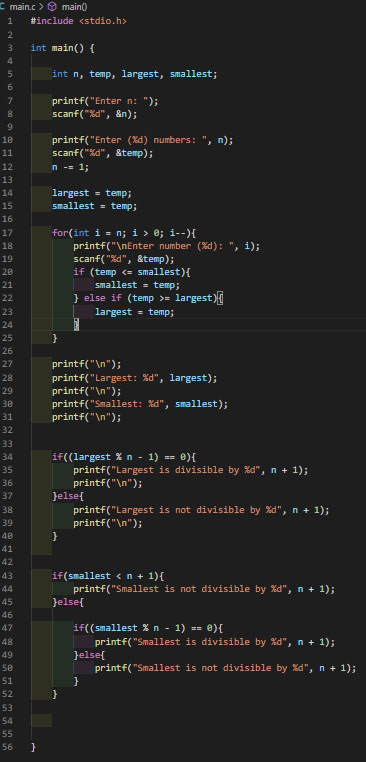 main.c > main()
1 #include <stdio.h>
2
3 int main() {
4
5     int n, temp, largest, smallest;
6
7     printf("Enter n: ");
8     scanf("%d", &n);
9
10     printf("Enter (%d) numbers: ", n);
11     scanf("%d", &temp);
12     n -= 1;
13
14     largest = temp;
15     smallest = temp;
16
17     for(int i = n; i > 0; i--){
18         printf("\nEnter number (%d): ", i);
19         scanf("%d", &temp);
20         if (temp <= smallest){
21             smallest = temp;
22         } else if (temp >= largest){
23             largest = temp;
24         }
25     }
26
27     printf("\n");
28     printf("Largest: %d", largest);
29     printf("\n");
30     printf("Smallest: %d", smallest);
31     printf("\n");
32
33
34     if((largest % n - 1) == 0){
35         printf("Largest is divisible by %d", n + 1);
36         printf("\n");
37     }else{
38         printf("Largest is not divisible by %d", n + 1);
39         printf("\n");
40     }
41
42
43     if(smallest < n + 1){
44         printf("Smallest is not divisible by %d", n + 1);
45     }else{
46
47         if((smallest % n - 1) == 0){
48             printf("Smallest is divisible by %d", n + 1);
49         }else{
50             printf("Smallest is not divisible by %d", n + 1);
51         }
52     }
53
54
55
56 }